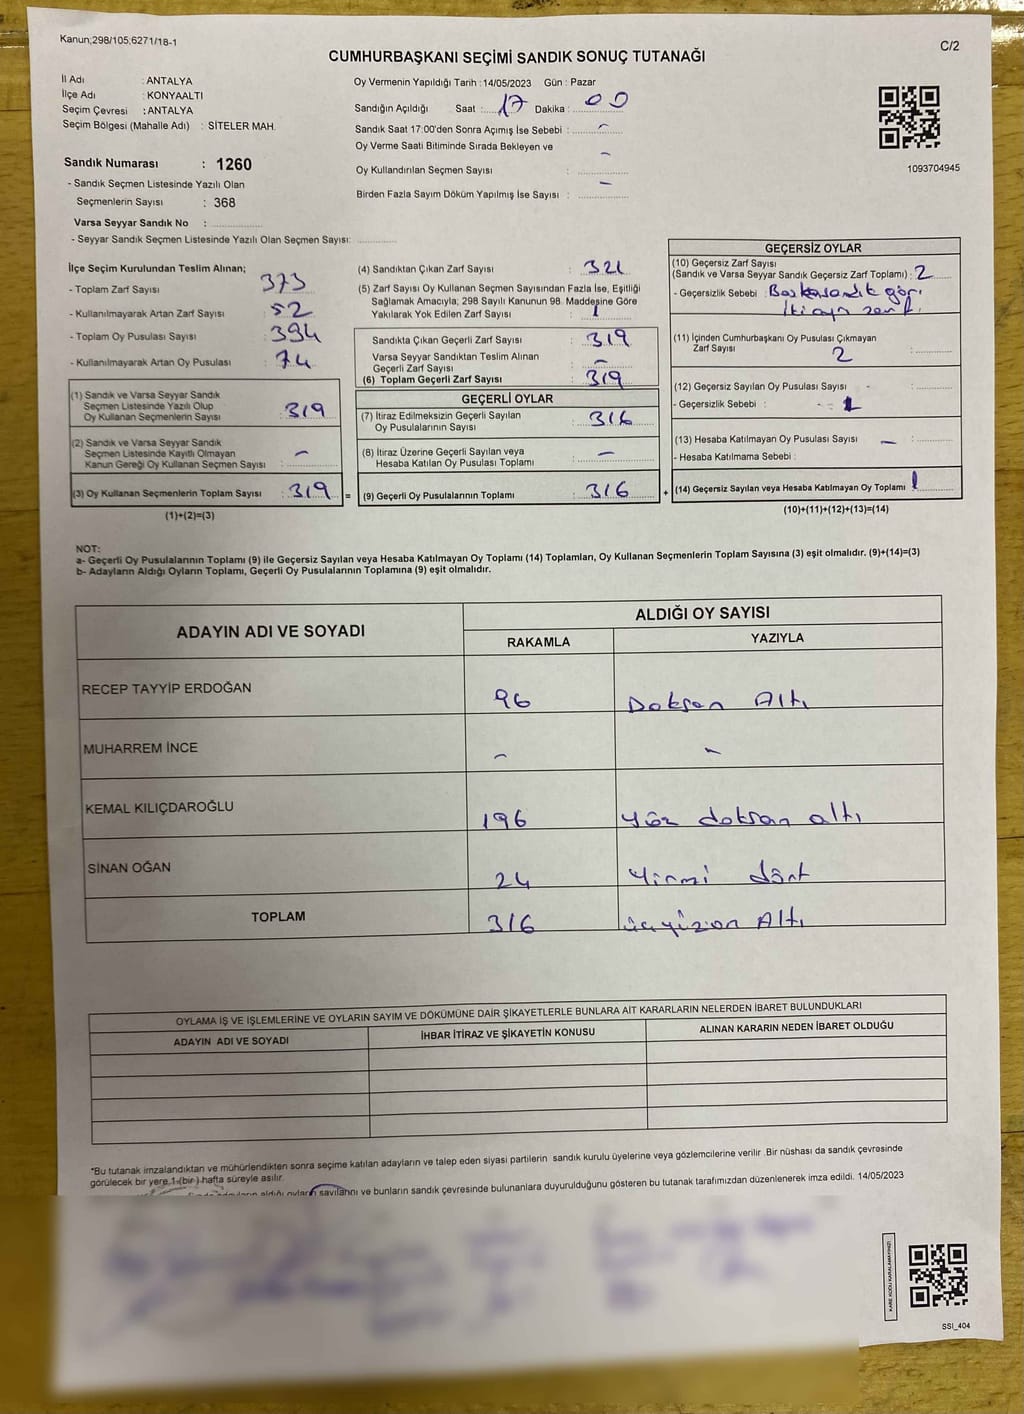 Kanun;298/105;6271/18-1
C/2
CUMHURBAŞKANI SEÇİMİ SANDIK SONUÇ TUTANAĞI
İl Adı : ANTALYA
İlçe Adı : KONYAALTI
Seçim Çevresi : ANTALYA
Seçim Bölgesi (Mahalle Adı) : SİTELER MAH.
Sandık Numarası : 1260
- Sandık Seçmen Listesinde Yazılı Olan
Seçmenlerin Sayısı : 368
Varsa Seyyar Sandık No :
- Seyyar Sandık Seçmen Listesinde Yazılı Olan Seçmen Sayısı:
Oy Vermenin Yapıldığı Tarih : 14/05/2023 Gün : Pazar
Sandığın Açıldığı Saat : 17 Dakika : 00
Sandık Saat 17:00'den Sonra Açımış İse Sebebi : -
Oy Verme Saati Bitiminde Sırada Bekleyen ve
Oy Kullandırılan Seçmen Sayısı : -
Birden Fazla Sayım Döküm Yapılmış İse Sayısı : -
1093704945
İlçe Seçim Kurulundan Teslim Alınan;
- Toplam Zarf Sayısı : 373
- Kullanılmayarak Artan Zarf Sayısı : 52
- Toplam Oy Pusulası Sayısı : 394
- Kullanılmayarak Artan Oy Pusulası : 74
(1) Sandık ve Varsa Seyyar Sandık
Seçmen Listesinde Yazılı Olup
Oy Kullanan Seçmenlerin Sayısı : 319
(2) Sandık ve Varsa Seyyar Sandık
Seçmen Listesinde Kayıtlı Olmayan
Kanun Gereği Oy Kullanan Seçmen Sayısı : -
(3) Oy Kullanan Seçmenlerin Toplam Sayısı : 319 =
(1)+(2)=(3)
(4) Sandıktan Çıkan Zarf Sayısı : 321
(5) Zarf Sayısı Oy Kullanan Seçmen Sayısından Fazla İse, Eşitliği
Sağlamak Amacıyla; 298 Sayılı Kanunun 98. Maddesine Göre
Yakılarak Yok Edilen Zarf Sayısı : 1
Sandıkta Çıkan Geçerli Zarf Sayısı : 319
Varsa Seyyar Sandıktan Teslim Alınan
Geçerli Zarf Sayısı : -
(6) Toplam Geçerli Zarf Sayısı : 319
GEÇERLİ OYLAR
(7) İtiraz Edilmeksizin Geçerli Sayılan
Oy Pusulalarının Sayısı : 316
(8) İtiraz Üzerine Geçerli Sayılan veya
Hesaba Katılan Oy Pusulası Toplamı : -
(9) Geçerli Oy Pusulalarının Toplamı : 316 +
GEÇERSİZ OYLAR
(10) Geçersiz Zarf Sayısı
(Sandık ve Varsa Seyyar Sandık Geçersiz Zarf Toplamı) : 2
- Geçersizlik Sebebi :
(11) İçinden Cumhurbaşkanı Oy Pusulası Çıkmayan
Zarf Sayısı : 2
(12) Geçersiz Sayılan Oy Pusulası Sayısı - :
- Geçersizlik Sebebi : 1
(13) Hesaba Katılmayan Oy Pusulası Sayısı - :
- Hesaba Katılmama Sebebi :
(14) Geçersiz Sayılan veya Hesaba Katılmayan Oy Toplamı : 1
(10)+(11)+(12)+(13)=(14)
NOT:
a- Geçerli Oy Pusulalarının Toplamı (9) ile Geçersiz Sayılan veya Hesaba Katılmayan Oy Toplamı (14) Toplamları, Oy Kullanan Seçmenlerin Toplam Sayısına (3) eşit olmalıdır. (9)+(14)=(3)
b- Adayların Aldığı Oyların Toplamı, Geçerli Oy Pusulalarının Toplamına (9) eşit olmalıdır.
ADAYIN ADI VE SOYADI
ALDIĞI OY SAYISI
RAKAMLA YAZIYLA
RECEP TAYYİP ERDOĞAN 96 Doksan Altı
MUHARREM İNCE - -
KEMAL KILIÇDAROĞLU 196 Yüz doksan altı
SİNAN OĞAN 24 Yirmi dört
TOPLAM 316 üçyüzon Altı
OYLAMA İŞ VE İŞLEMLERİNE VE OYLARIN SAYIM VE DÖKÜMÜNE DAİR ŞİKAYETLERLE BUNLARA AİT KARARLARIN NELERDEN İBARET BULUNDUKLARI
ADAYIN ADI VE SOYADI İHBAR İTİRAZ VE ŞİKAYETİN KONUSU ALINAN KARARIN NEDEN İBARET OLDUĞU
*Bu tutanak imzalandıktan ve mühürlendikten sonra seçime katılan adayların ve talep eden siyasi partilerin sandık kurulu üyelerine veya gözlemcilerine verilir .Bir nüshası da sandık çevresinde
görülecek bir yere 1-(bir ) hafta süreyle asılır.
aldığı oyların sayılarını ve bunların sandık çevresinde bulunanlara duyurulduğunu gösteren bu tutanak tarafımızdan düzenlenerek imza edildi. 14/05/2023
KARE KODU KARALAMAYINIZ!
SSI_404